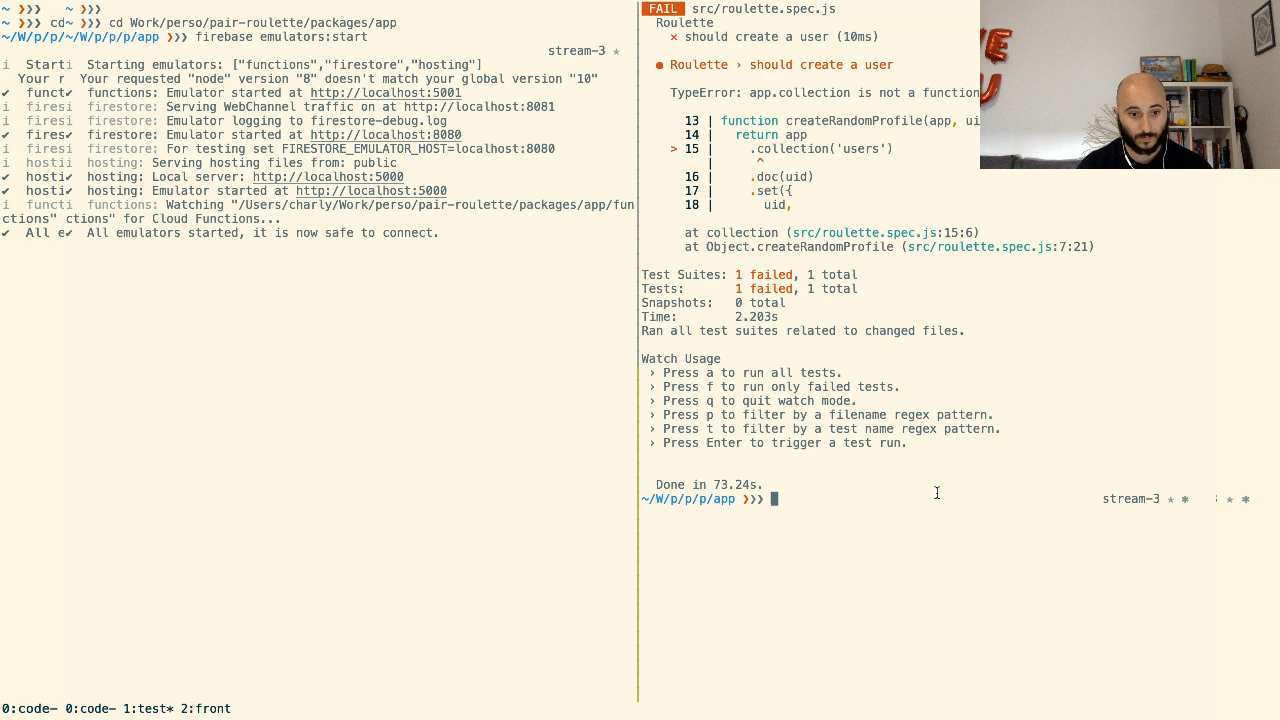 ~ ❯❯❯   ~ ❯❯❯
~ ❯❯❯ cd~ ❯❯❯ cd Work/perso/pair-roulette/packages/app
~/W/p/p/~/W/p/p/p/app ❯❯❯ firebase emulators:start
stream-3 ★
i  Starti  Starting emulators: ["functions","firestore","hosting"]
Your r  Your requested "node" version "8" doesn't match your global version "10"
✔  funct✔  functions: Emulator started at http://localhost:5001
i  firesi  firestore: Serving WebChannel traffic on at http://localhost:8081
i  firesi  firestore: Emulator logging to firestore-debug.log
✔  fires✔  firestore: Emulator started at http://localhost:8080
i  firesi  firestore: For testing set FIRESTORE_EMULATOR_HOST=localhost:8080
i  hostii  hosting: Serving hosting files from: public
✔  hosti✔  hosting: Local server: http://localhost:5000
✔  hosti✔  hosting: Emulator started at http://localhost:5000
i  functi  functions: Watching "/Users/charly/Work/perso/pair-roulette/packages/app/fun
ctions" ctions" for Cloud Functions...
✔  All e✔  All emulators started, it is now safe to connect.
FAIL src/roulette.spec.js
Roulette
✕ should create a user (10ms)
● Roulette › should create a user
TypeError: app.collection is not a function
13 | function createRandomProfile(app, ui
14 |   return app
> 15 |     .collection('users')
|      ^
16 |     .doc(uid)
17 |     .set({
18 |       uid,
at collection (src/roulette.spec.js:15:6)
at Object.createRandomProfile (src/roulette.spec.js:7:21)
Test Suites: 1 failed, 1 total
Tests:       1 failed, 1 total
Snapshots:   0 total
Time:        2.203s
Ran all test suites related to changed files.
Watch Usage
› Press a to run all tests.
› Press f to run only failed tests.
› Press q to quit watch mode.
› Press p to filter by a filename regex pattern.
› Press t to filter by a test name regex pattern.
› Press Enter to trigger a test run.
Done in 73.24s.
~/W/p/p/p/app ❯❯❯ stream-3 ★ ✱ ★ ✱
0:code- 0:code- 1:test* 2:front